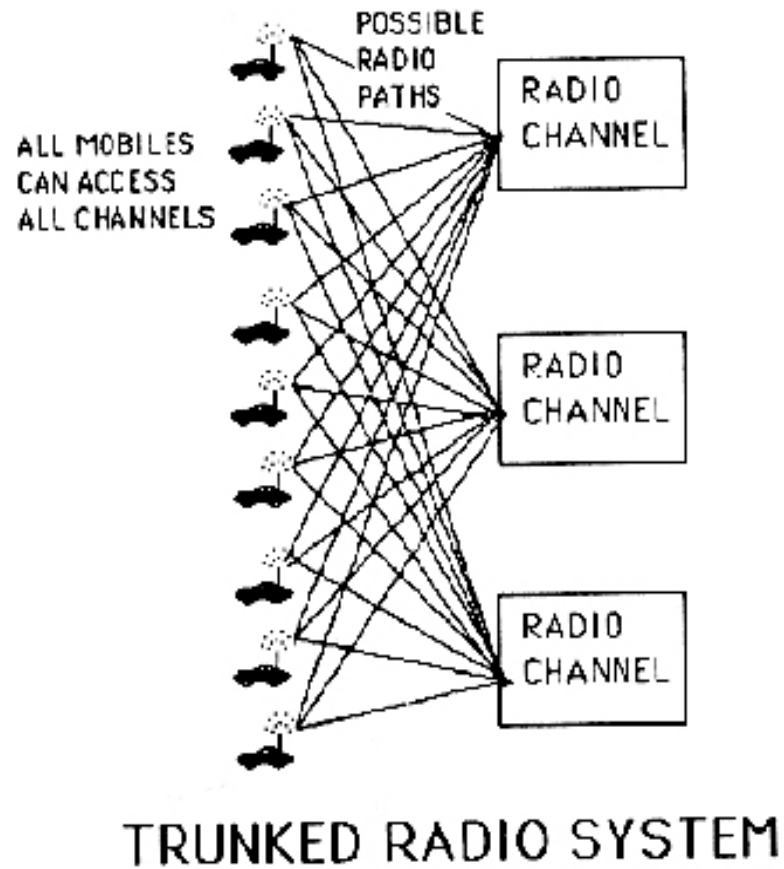 POSSIBLE
RADIO
PATHS
ALL MOBILES
CAN ACCESS
ALL CHANNELS
RADIO
CHANNEL
RADIO
CHANNEL
RADIO
CHANNEL
TRUNKED RADIO SYSTEM